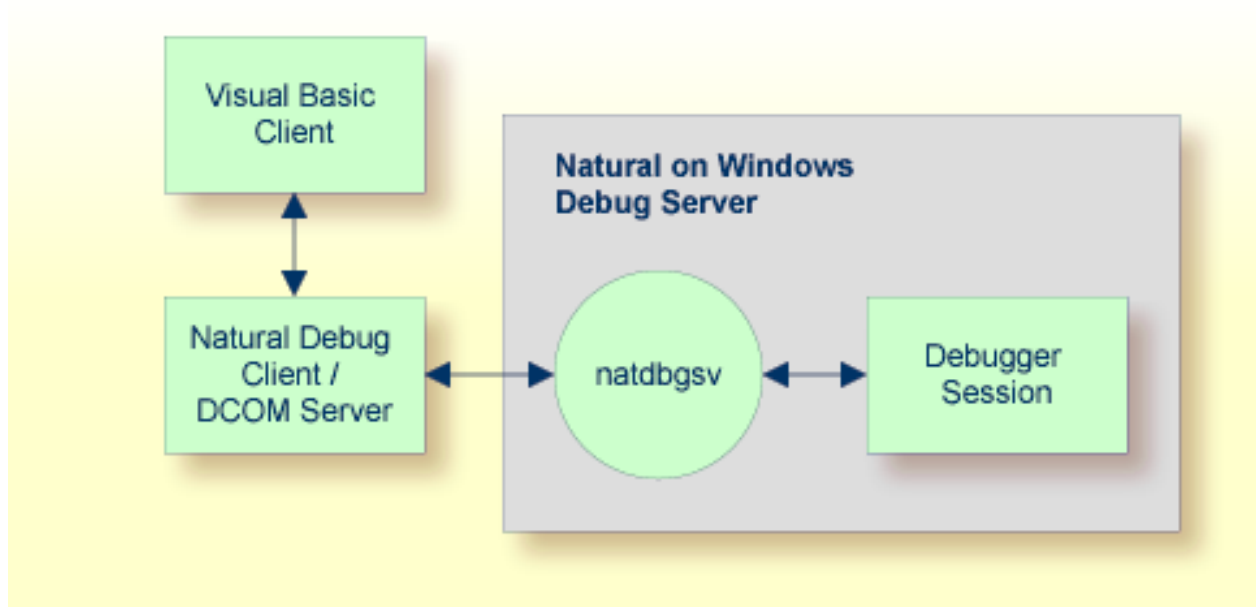 Visual Basic
Client
Natural on Windows
Debug Server
Natural Debug
Client /
DCOM Server
natdbgsv
Debugger
Session